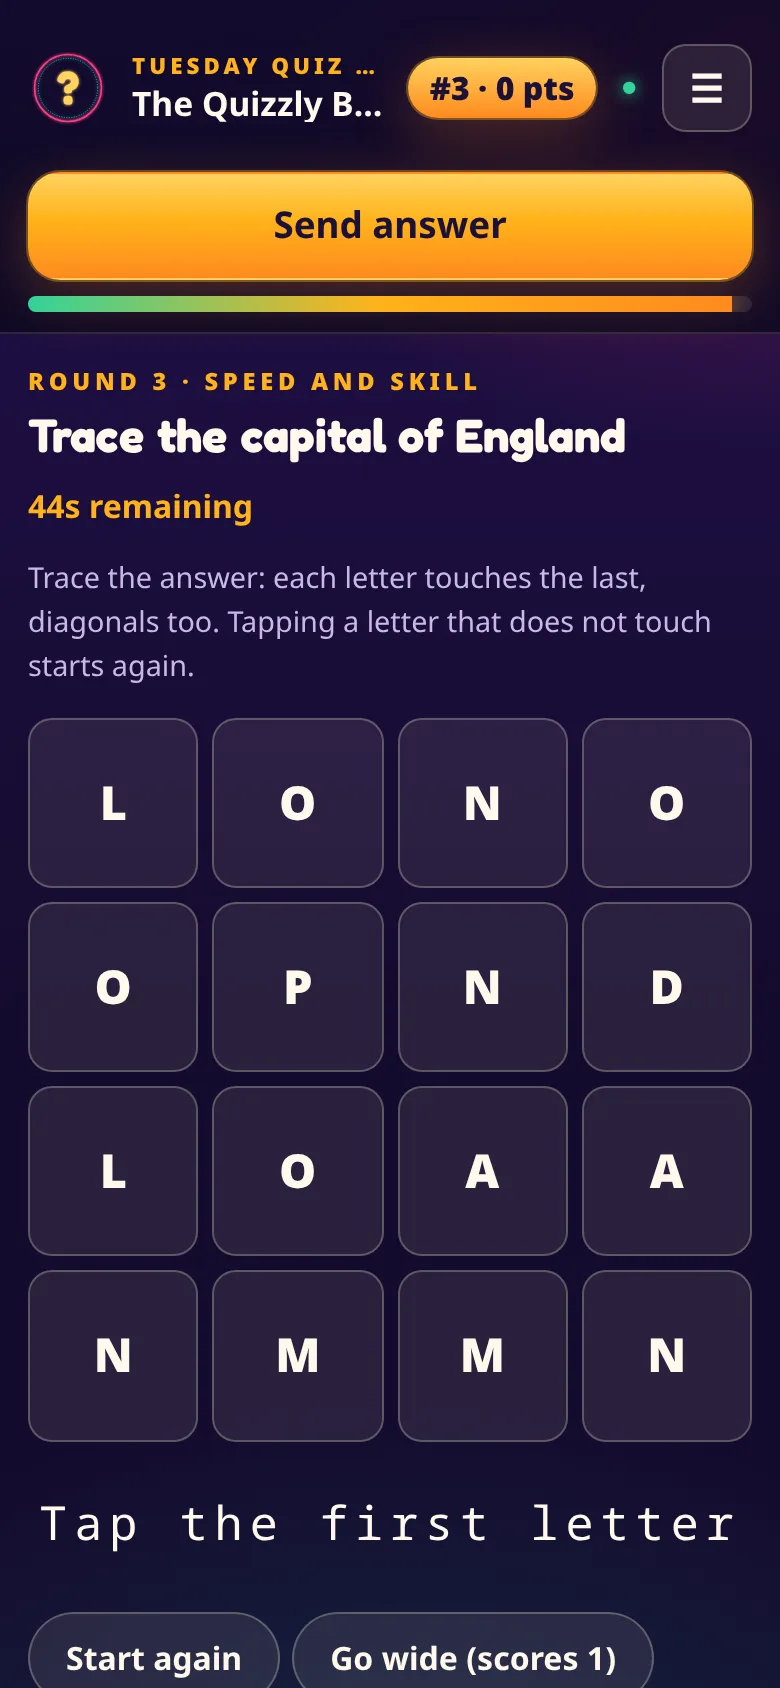 ?
TUESDAY QUIZ …
The Quizzly B…
#3 · 0 pts
Send answer
ROUND 3 · SPEED AND SKILL
Trace the capital of England
44s remaining
Trace the answer: each letter touches the last,
diagonals too. Tapping a letter that does not touch
starts again.
L O N O
O P N D
L O A A
N M M N
Tap the first letter
Start again
Go wide (scores 1)